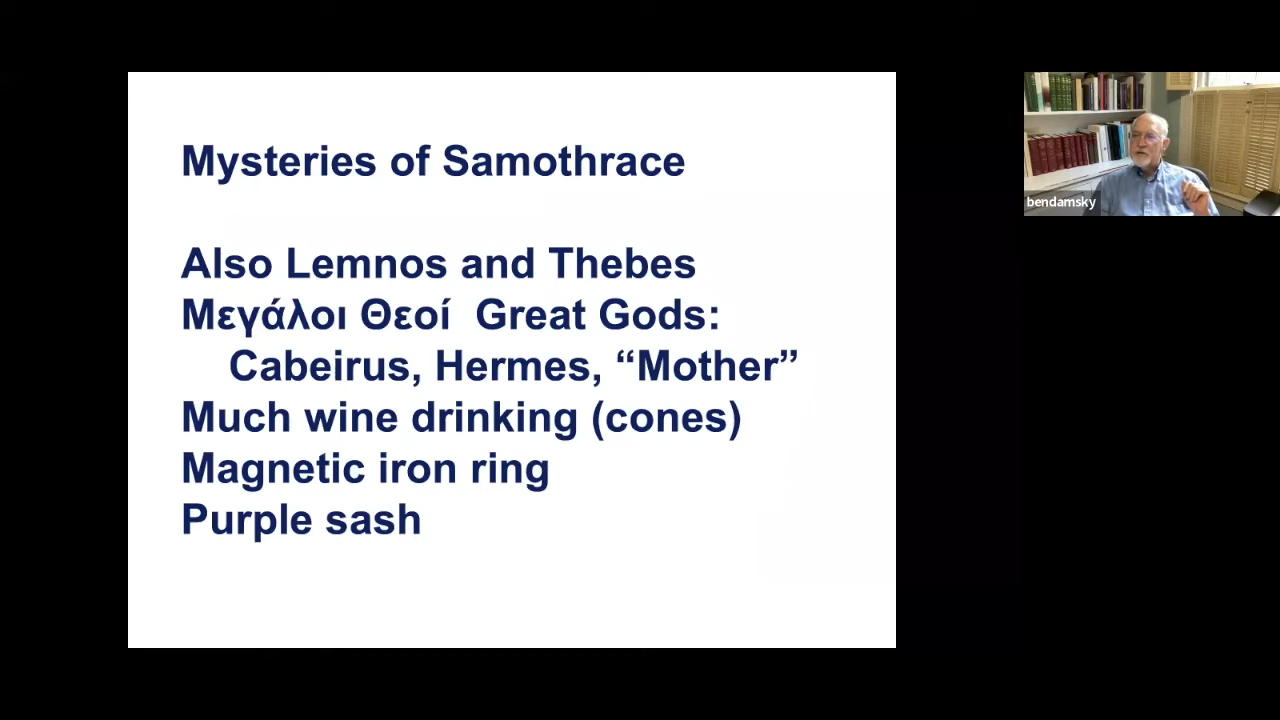 Mysteries of Samothrace
Also Lemnos and Thebes
Μεγάλοι Θεοί  Great Gods:
Cabeirus, Hermes, “Mother”
Much wine drinking (cones)
Magnetic iron ring
Purple sash
bendamsky